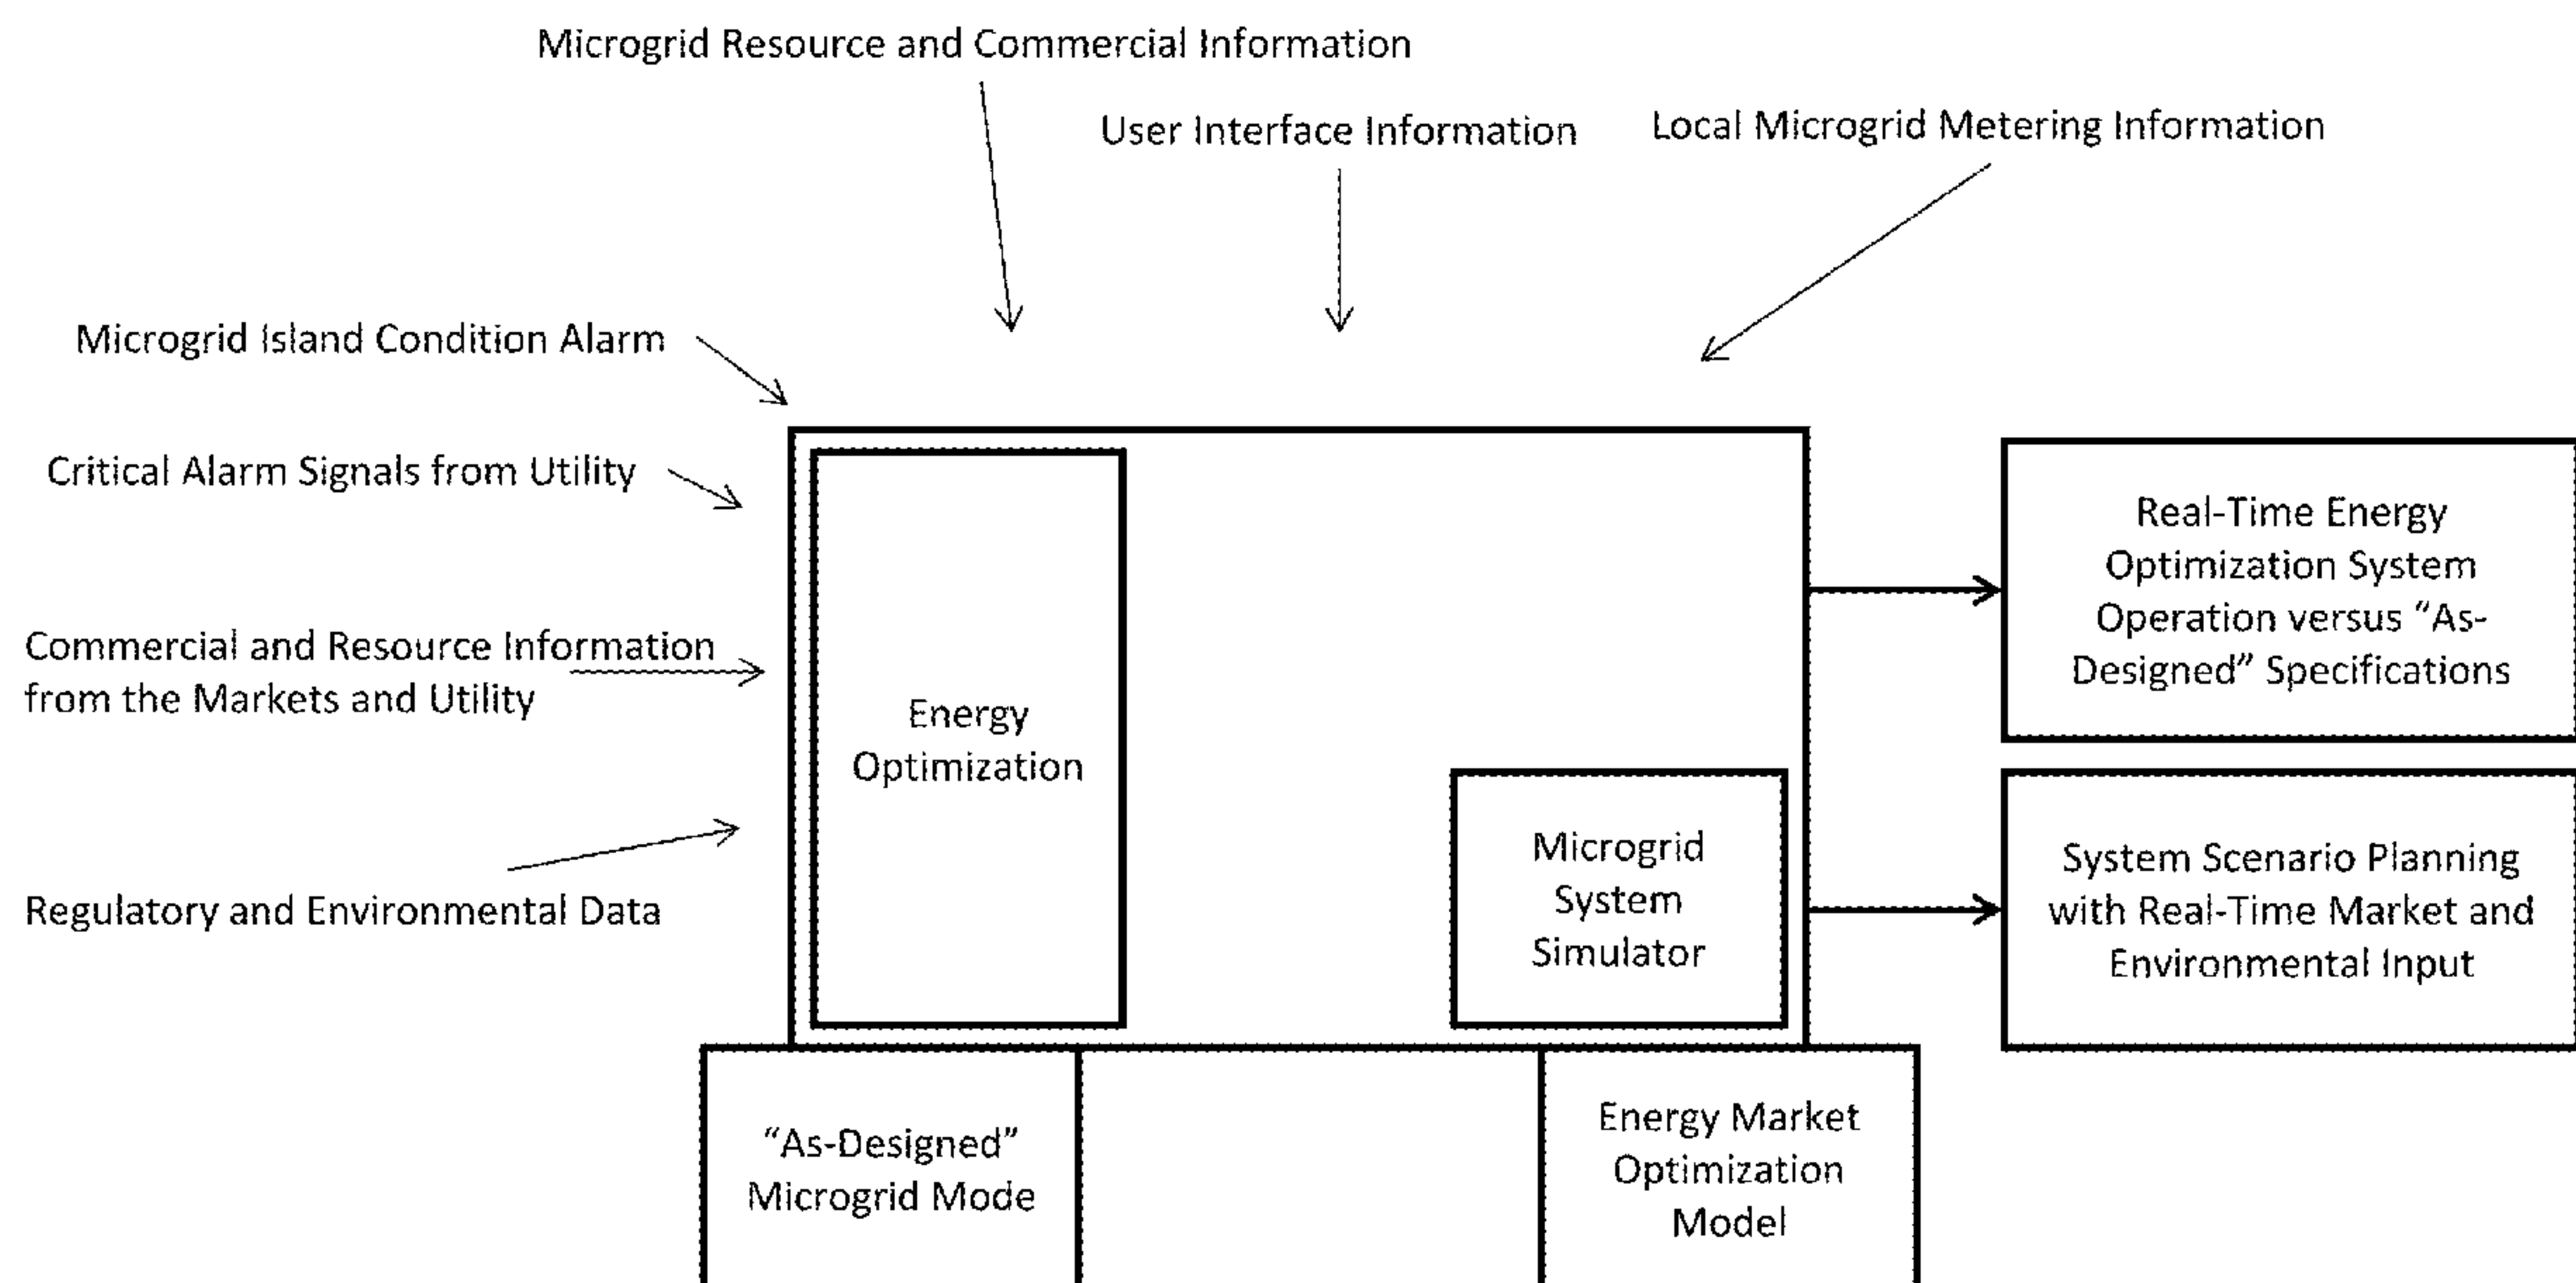 Microgrid Resource and Commercial Information
User Interface Information
Local Microgrid Metering Information
Microgrid Island Condition Alarm
Critical Alarm Signals from Utility
Commercial and Resource Information
from the Markets and Utility
Regulatory and Environmental Data
Energy
Optimization
Microgrid
System
Simulator
Real-Time Energy
Optimization System
Operation versus “As-
Designed” Specifications
System Scenario Planning
with Real-Time Market and
Environmental Input
“As-Designed”
Microgrid Mode
Energy Market
Optimization
Model